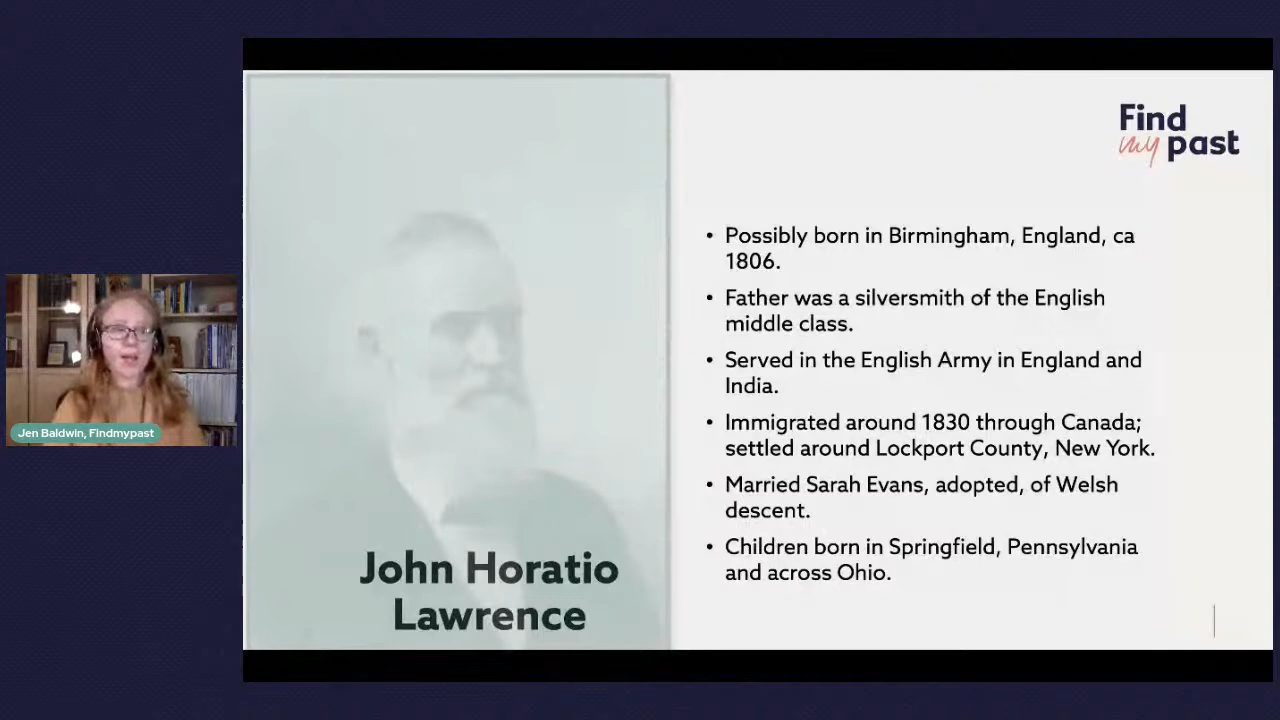 Find
my past
• Possibly born in Birmingham, England, ca
1806.
• Father was a silversmith of the English
middle class.
• Served in the English Army in England and
India.
• Immigrated around 1830 through Canada;
settled around Lockport County, New York.
• Married Sarah Evans, adopted, of Welsh
descent.
• Children born in Springfield, Pennsylvania
and across Ohio.
John Horatio
Lawrence
Jen Baldwin, Findmypast